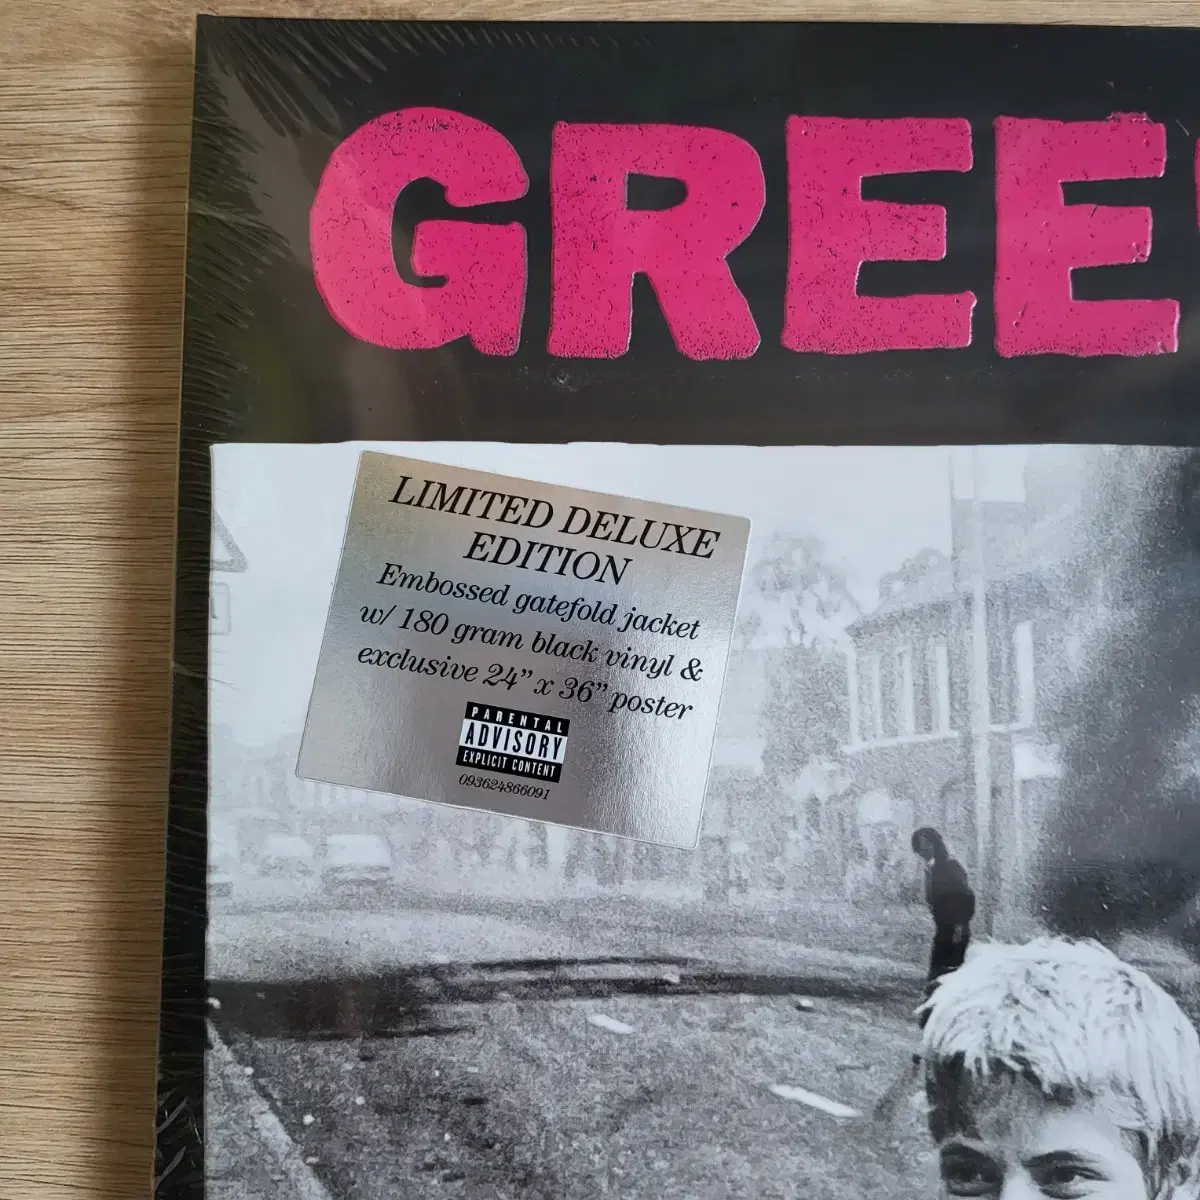 GREE
LIMITED DELUXE
EDITION
Embossed gatefold jacket
w/ 180 gram black vinyl &
exclusive 24" x 36" poster
PARENTAL
ADVISORY
EXPLICIT CONTENT
093624866091